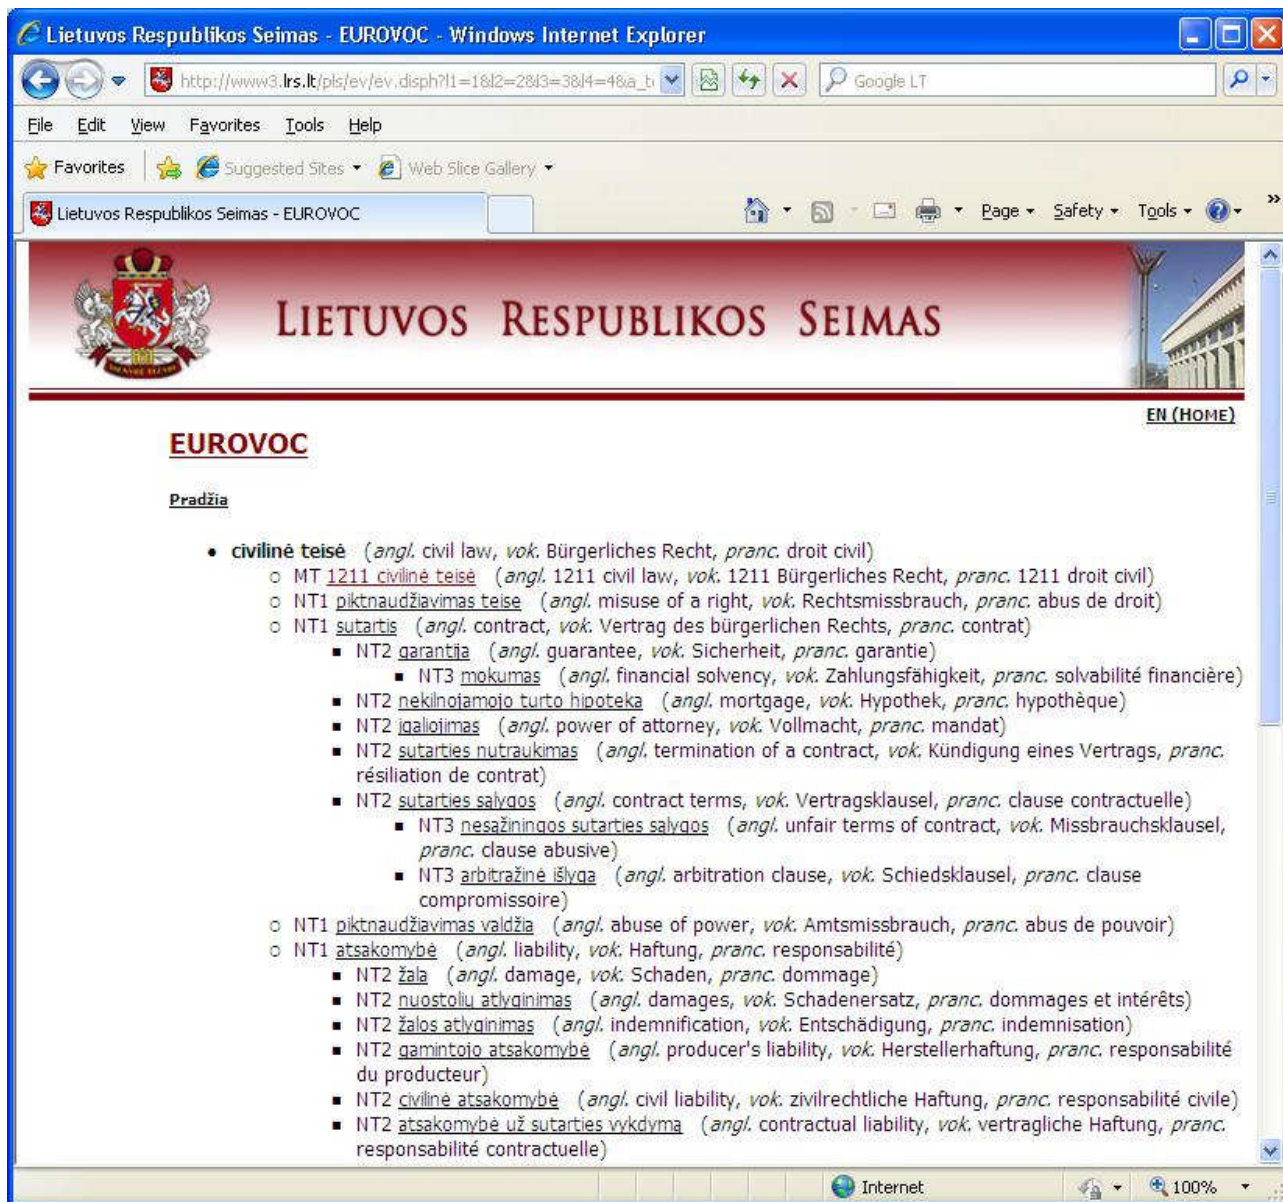 Lietuvos Respublikos Seimas - EUROVOC - Windows Internet Explorer
http://www3.lrs.lt/pls/ev/ev.disph?l1=1&l2=2&l3=3&l4=4&a_t
Google LT
File Edit View Favorites Tools Help
Favorites Suggested Sites Web Slice Gallery
Lietuvos Respublikos Seimas - EUROVOC Page Safety Tools »
LIETUVOS RESPUBLIKOS SEIMAS
EN (HOME)
EUROVOC
Pradžia
• civilinė teisė (angl. civil law, vok. Bürgerliches Recht, pranc. droit civil)
○ MT 1211 civilinė teisė (angl. 1211 civil law, vok. 1211 Bürgerliches Recht, pranc. 1211 droit civil)
○ NT1 piktnaudžiavimas teise (angl. misuse of a right, vok. Rechtsmissbrauch, pranc. abus de droit)
○ NT1 sutartis (angl. contract, vok. Vertrag des bürgerlichen Rechts, pranc. contrat)
▪ NT2 garantija (angl. guarantee, vok. Sicherheit, pranc. garantie)
▪ NT3 mokumas (angl. financial solvency, vok. Zahlungsfähigkeit, pranc. solvabilité financière)
▪ NT2 nekilnojamojo turto hipoteka (angl. mortgage, vok. Hypothek, pranc. hypothèque)
▪ NT2 įgaliojimas (angl. power of attorney, vok. Vollmacht, pranc. mandat)
▪ NT2 sutarties nutraukimas (angl. termination of a contract, vok. Kündigung eines Vertrags, pranc.
résiliation de contrat)
▪ NT2 sutarties sąlygos (angl. contract terms, vok. Vertragsklausel, pranc. clause contractuelle)
▪ NT3 nesąžiningos sutarties sąlygos (angl. unfair terms of contract, vok. Missbrauchsklausel,
pranc. clause abusive)
▪ NT3 arbitražinė išlyga (angl. arbitration clause, vok. Schiedsklausel, pranc. clause
compromissoire)
○ NT1 piktnaudžiavimas valdžia (angl. abuse of power, vok. Amtsmissbrauch, pranc. abus de pouvoir)
○ NT1 atsakomybė (angl. liability, vok. Haftung, pranc. responsabilité)
▪ NT2 žala (angl. damage, vok. Schaden, pranc. dommage)
▪ NT2 nuostolių atlyginimas (angl. damages, vok. Schadenersatz, pranc. dommages et intérêts)
▪ NT2 žalos atlyginimas (angl. indemnification, vok. Entschädigung, pranc. indemnisation)
▪ NT2 gamintojo atsakomybė (angl. producer's liability, vok. Herstellerhaftung, pranc. responsabilité
du producteur)
▪ NT2 civilinė atsakomybė (angl. civil liability, vok. zivilrechtliche Haftung, pranc. responsabilité civile)
▪ NT2 atsakomybė už sutarties vykdymą (angl. contractual liability, vok. vertragliche Haftung, pranc.
responsabilité contractuelle)
Internet 100%